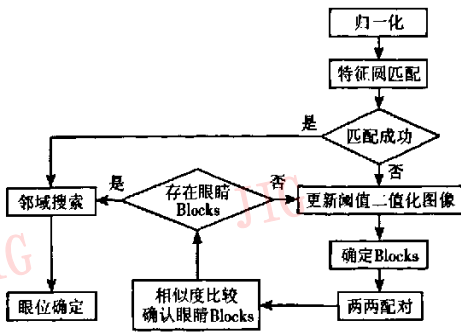 归一化
特征圆匹配
是
匹配成功
否
邻域搜索
是
存在眼睛
Blocks
否
更新阈值二值化图像
确定Blocks
眼位确定
相似度比较
确认眼睛Blocks
两两配对
JIG
JIG